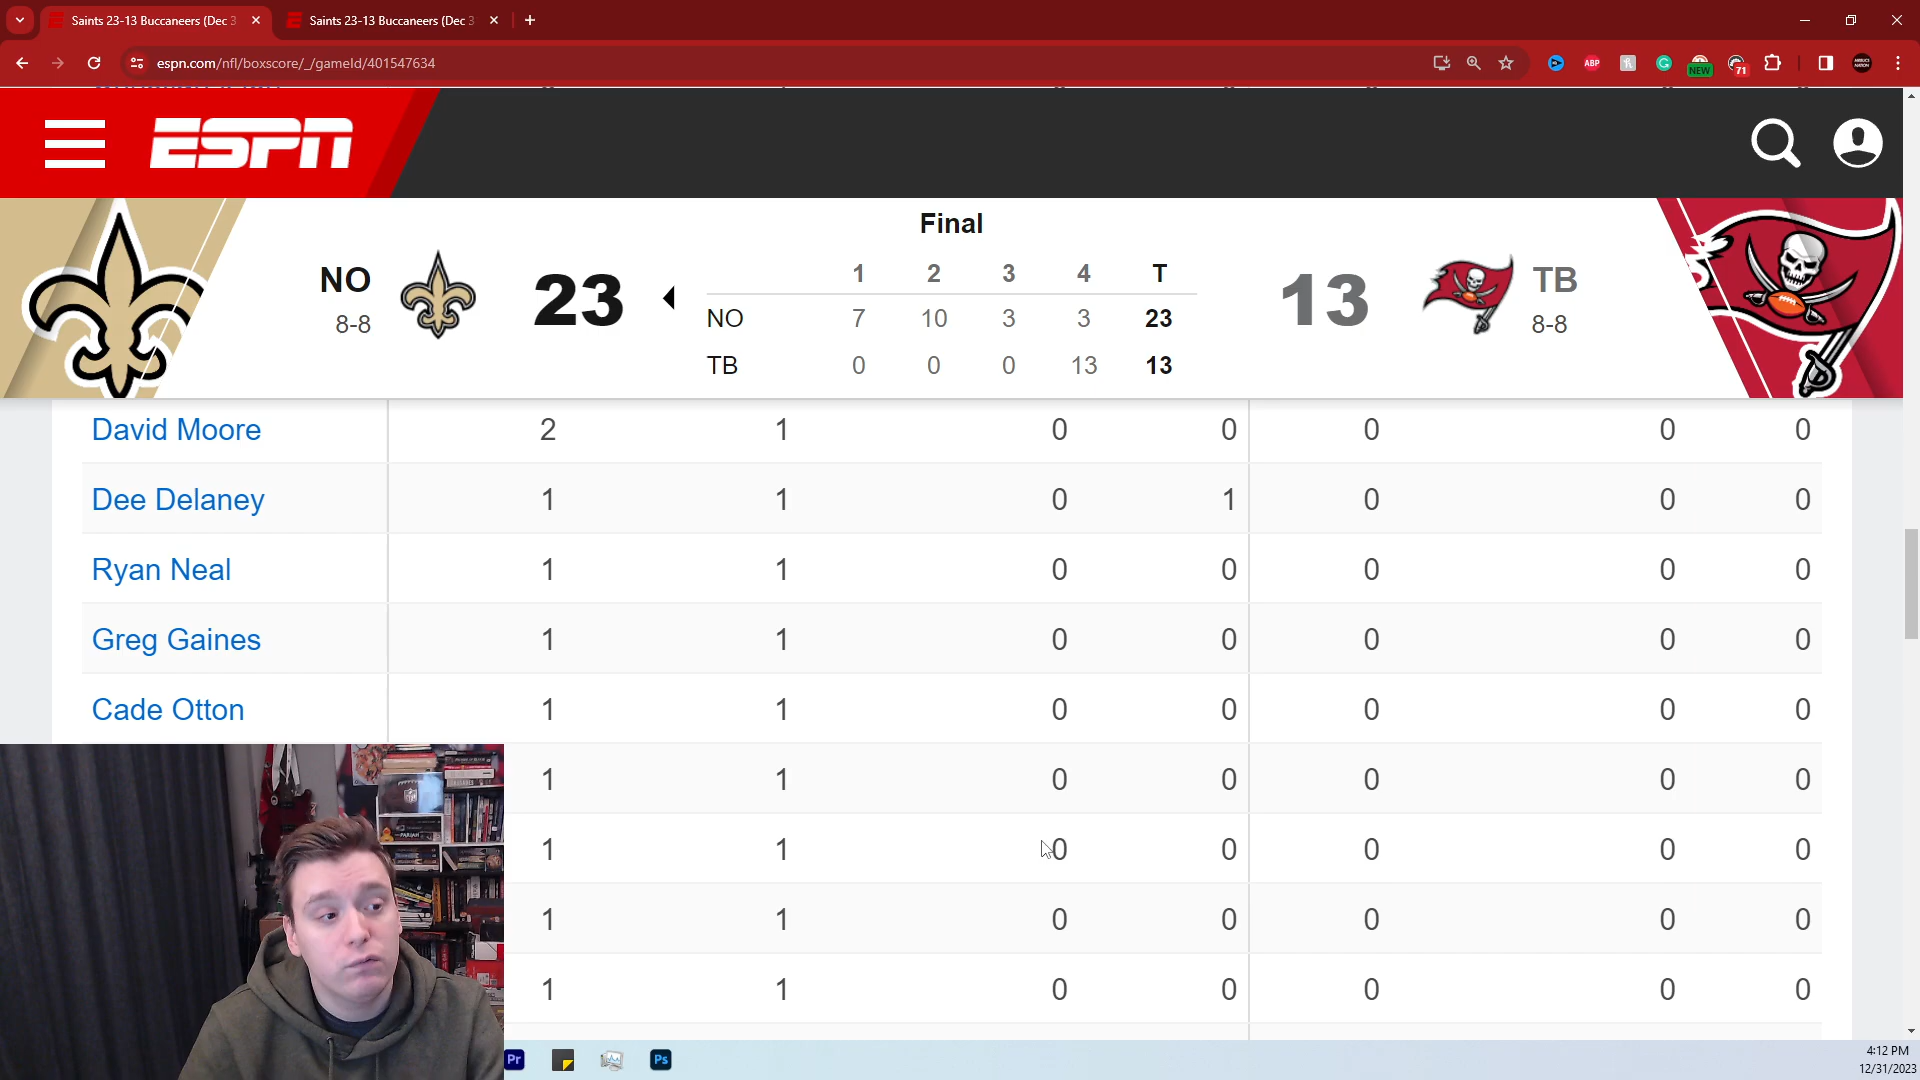 Saints 23-13 Buccaneers (Dec 3
Saints 23-13 Buccaneers (Dec 3
espn.com/nfl/boxscore/_/gameId/401547634
ABP
NEW
71
ESPN
Final
NO
8-8
23
1 2 3 4 T
NO 7 10 3 3 23
TB 0 0 0 13 13
13
TB
8-8
David Moore 2 1 0 0 0 0 0
Dee Delaney 1 1 0 1 0 0 0
Ryan Neal 1 1 0 0 0 0 0
Greg Gaines 1 1 0 0 0 0 0
Cade Otton 1 1 0 0 0 0 0
1 1 0 0 0 0 0
1 1 0 0 0 0 0
1 1 0 0 0 0 0
1 1 0 0 0 0 0
Pr
Ps
4:12 PM
12/31/2023